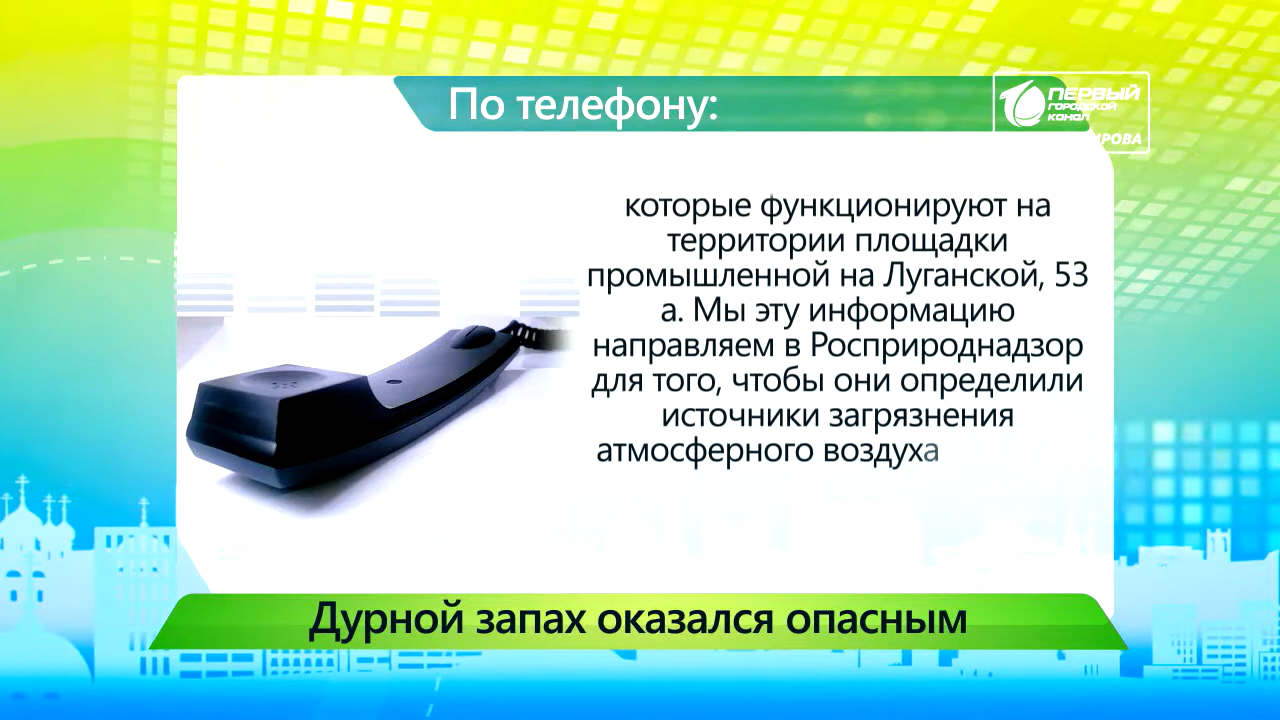 По телефону:
ПЕРВЫЙ
ГОРОДСКОЙ
КАНАЛ
которые функционируют на
территории площадки
промышленной на Луганской, 53
а. Мы эту информацию
направляем в Росприроднадзор
для того, чтобы они определили
источники загрязнения
атмосферного воздуха
Дурной запах оказался опасным